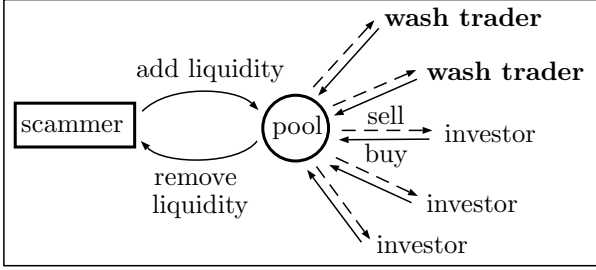 wash trader
add liquidity
wash trader
scammer
pool
sell
investor
buy
remove
liquidity
investor
investor